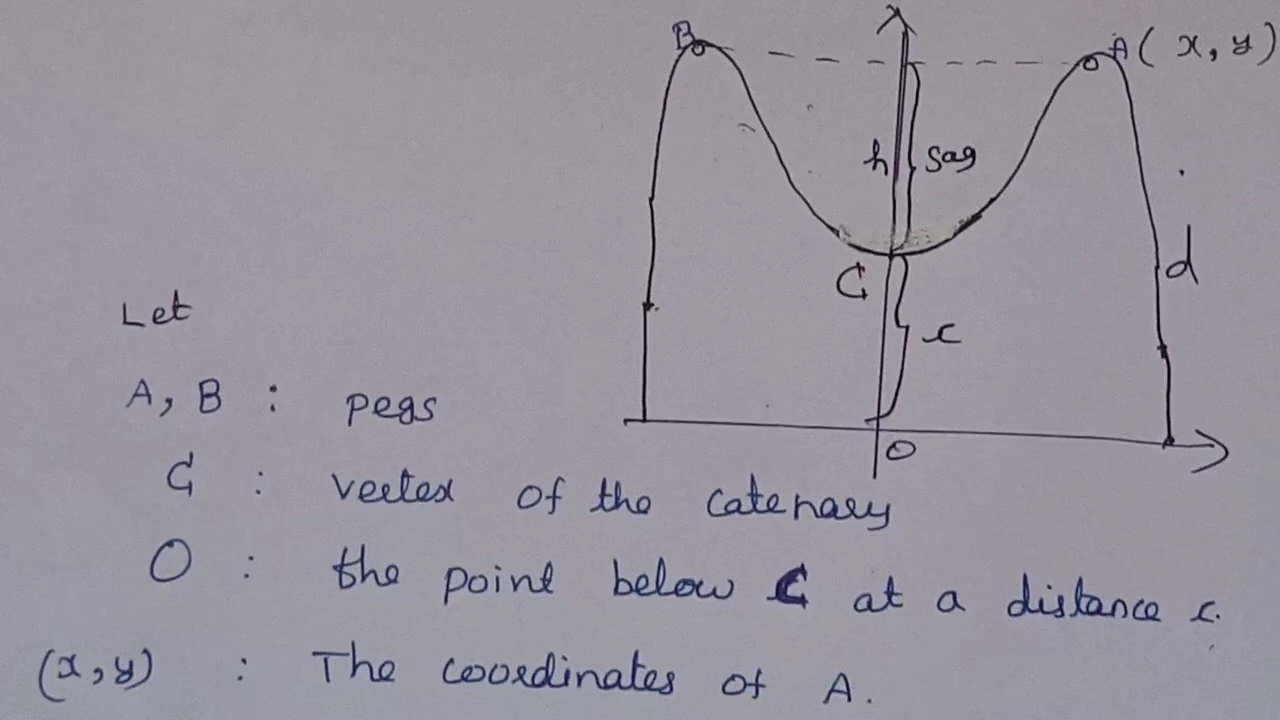 B
A ( x, y )
h
sag
C
c
d
O
Let
A, B : pegs
C : vertex of the catenary
O : the point below C at a distance c.
(x, y) : The coordinates of A.